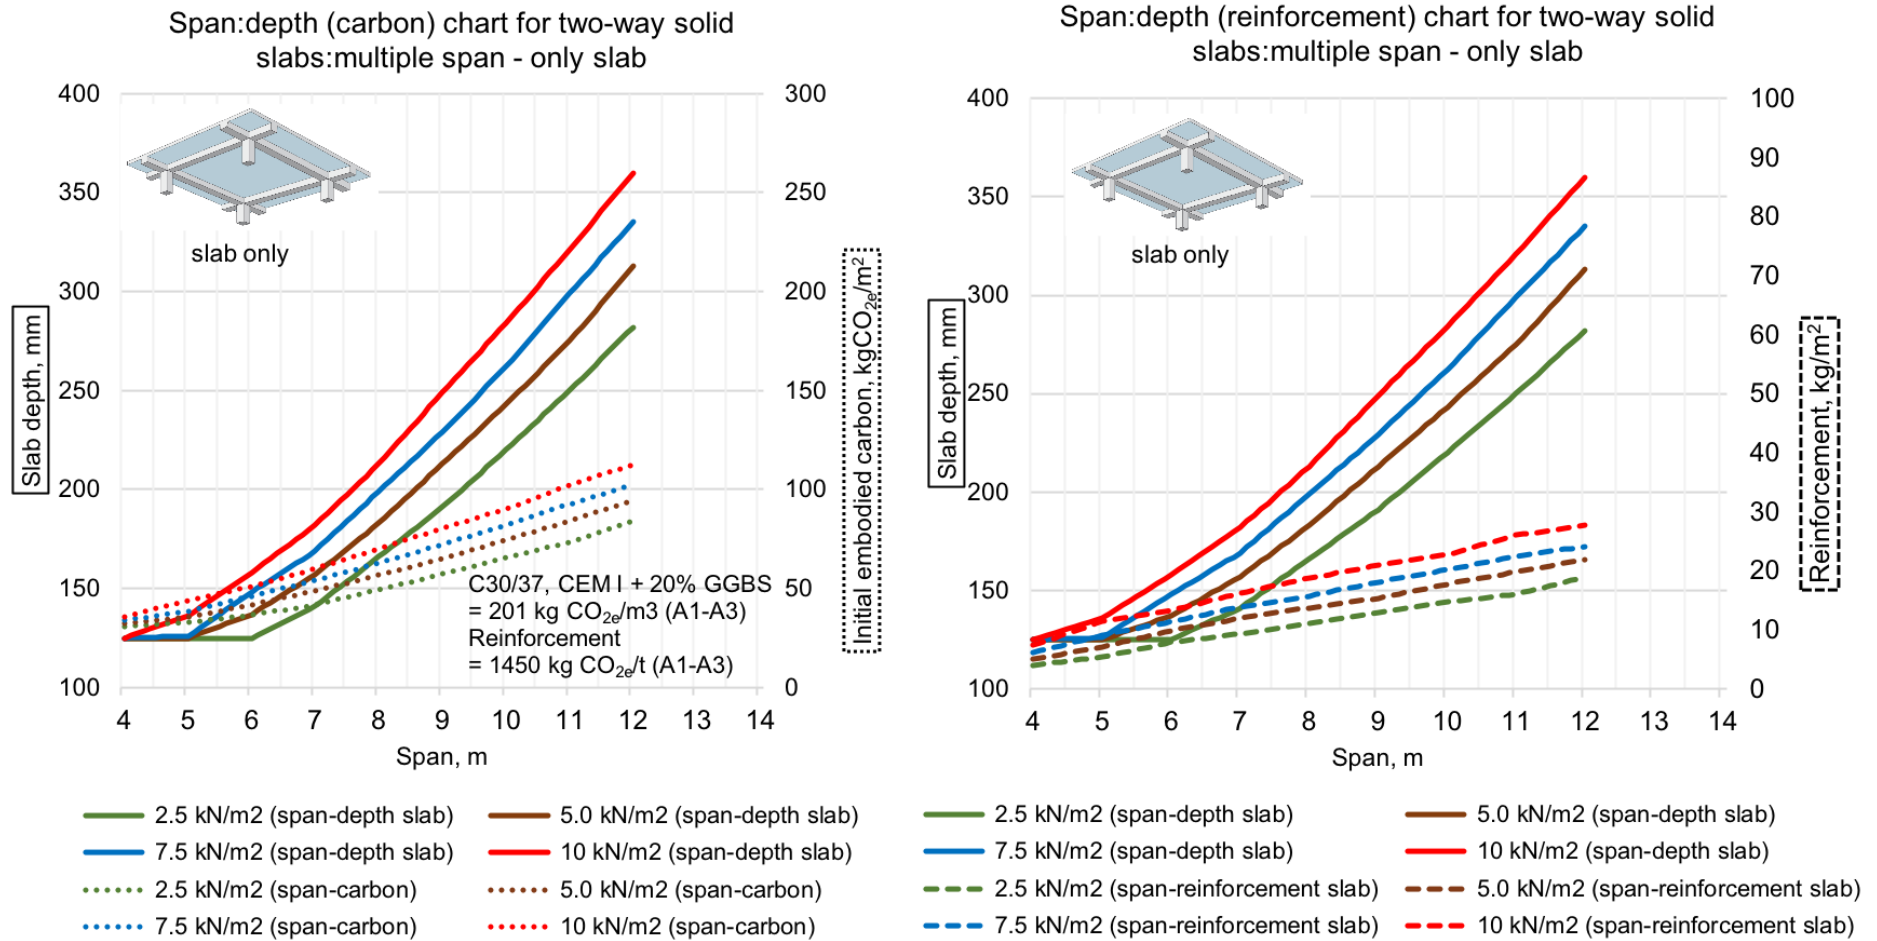 Span:depth (carbon) chart for two-way solid
slabs:multiple span - only slab
400
350
300
250
200
150
100
300
250
200
150
100
50
0
slab only
Slab depth, mm
Initial embodied carbon, kgCO2e/m2
C30/37, CEM I + 20% GGBS
= 201 kg CO2e/m3 (A1-A3)
Reinforcement
= 1450 kg CO2e/t (A1-A3)
4 5 6 7 8 9 10 11 12 13 14
Span, m
2.5 kN/m2 (span-depth slab)
5.0 kN/m2 (span-depth slab)
7.5 kN/m2 (span-depth slab)
10 kN/m2 (span-depth slab)
2.5 kN/m2 (span-carbon)
5.0 kN/m2 (span-carbon)
7.5 kN/m2 (span-carbon)
10 kN/m2 (span-carbon)
Span:depth (reinforcement) chart for two-way solid
slabs:multiple span - only slab
400
350
300
250
200
150
100
100
90
80
70
60
50
40
30
20
10
0
slab only
Slab depth, mm
Reinforcement, kg/m2
4 5 6 7 8 9 10 11 12 13 14
Span, m
2.5 kN/m2 (span-depth slab)
5.0 kN/m2 (span-depth slab)
7.5 kN/m2 (span-depth slab)
10 kN/m2 (span-depth slab)
2.5 kN/m2 (span-reinforcement slab)
5.0 kN/m2 (span-reinforcement slab)
7.5 kN/m2 (span-reinforcement slab)
10 kN/m2 (span-reinforcement slab)